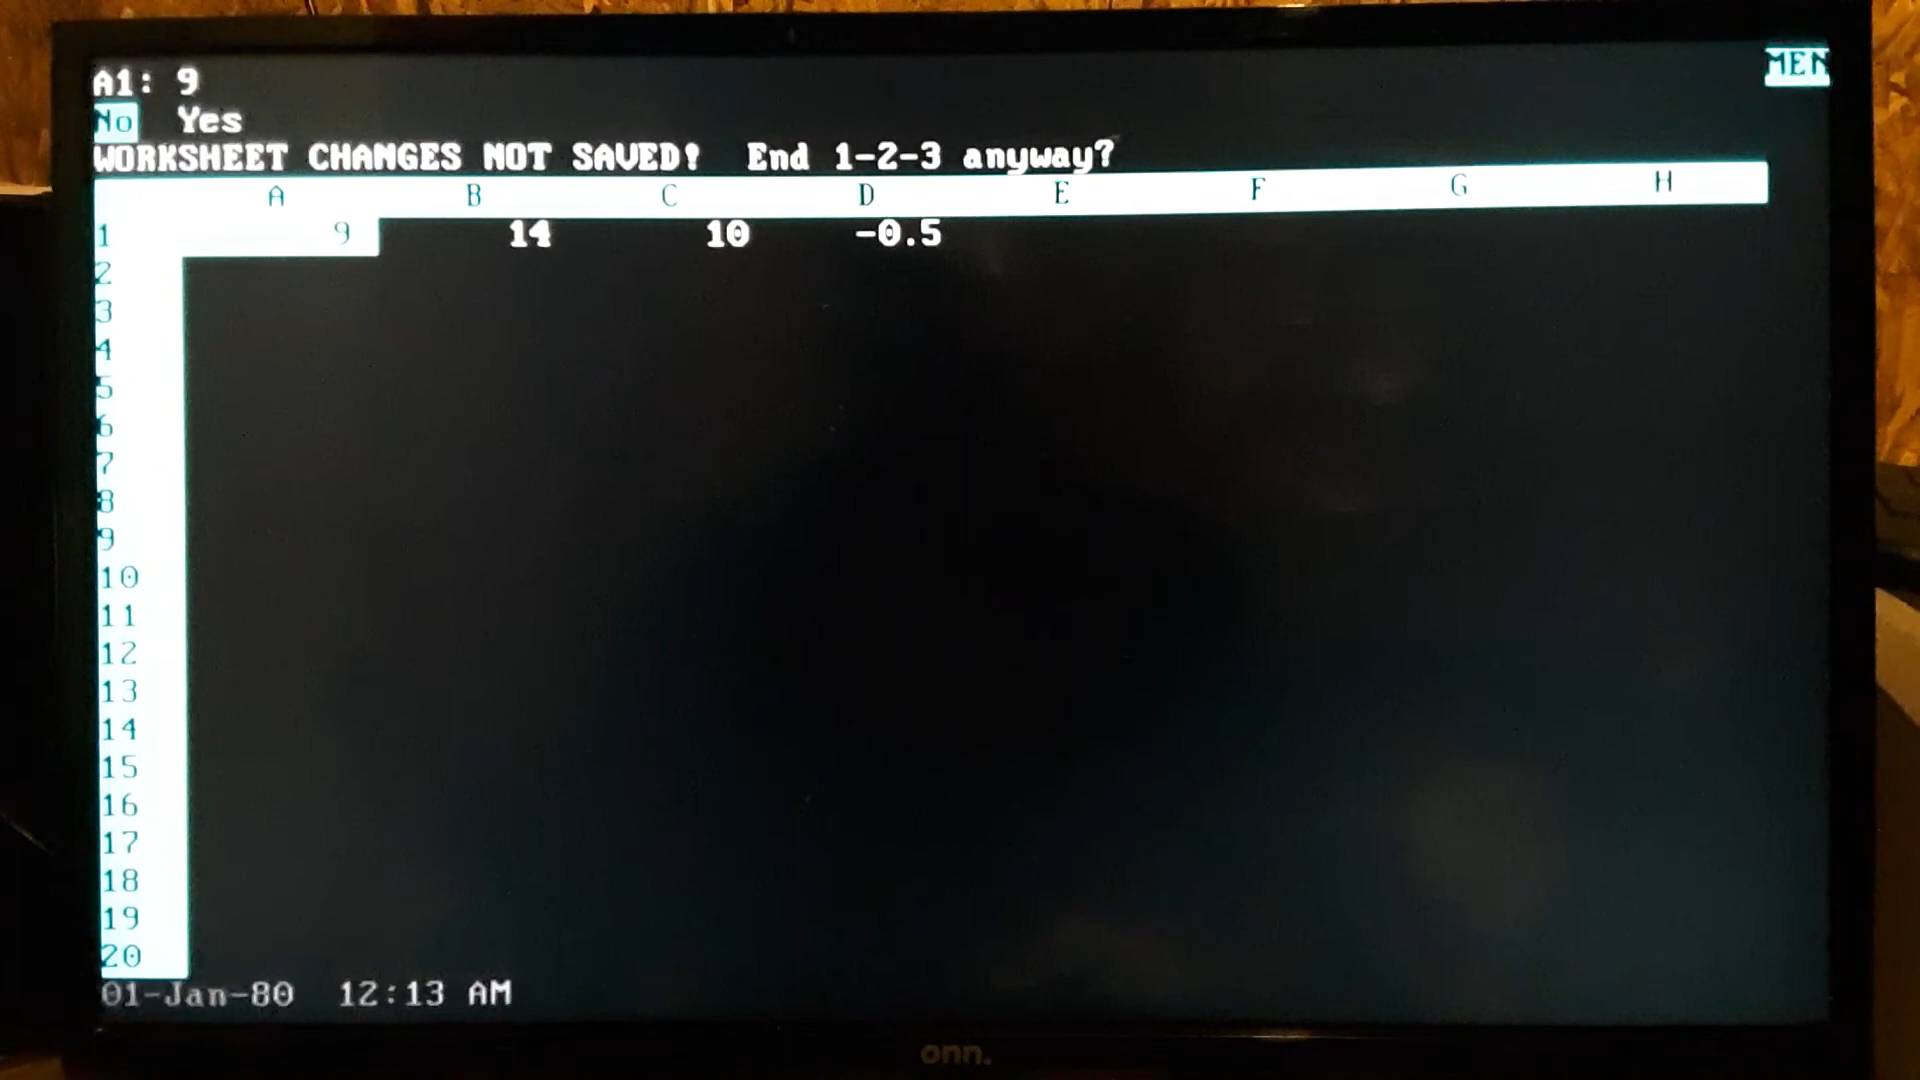 A1: 9 MEN
No Yes
WORKSHEET CHANGES NOT SAVED! End 1-2-3 anyway?
A B C D E F G H
1 9 14 10 -0.5
2
3
4
5
6
7
8
9
10
11
12
13
14
15
16
17
18
19
20
01-Jan-80 12:13 AM
onn.